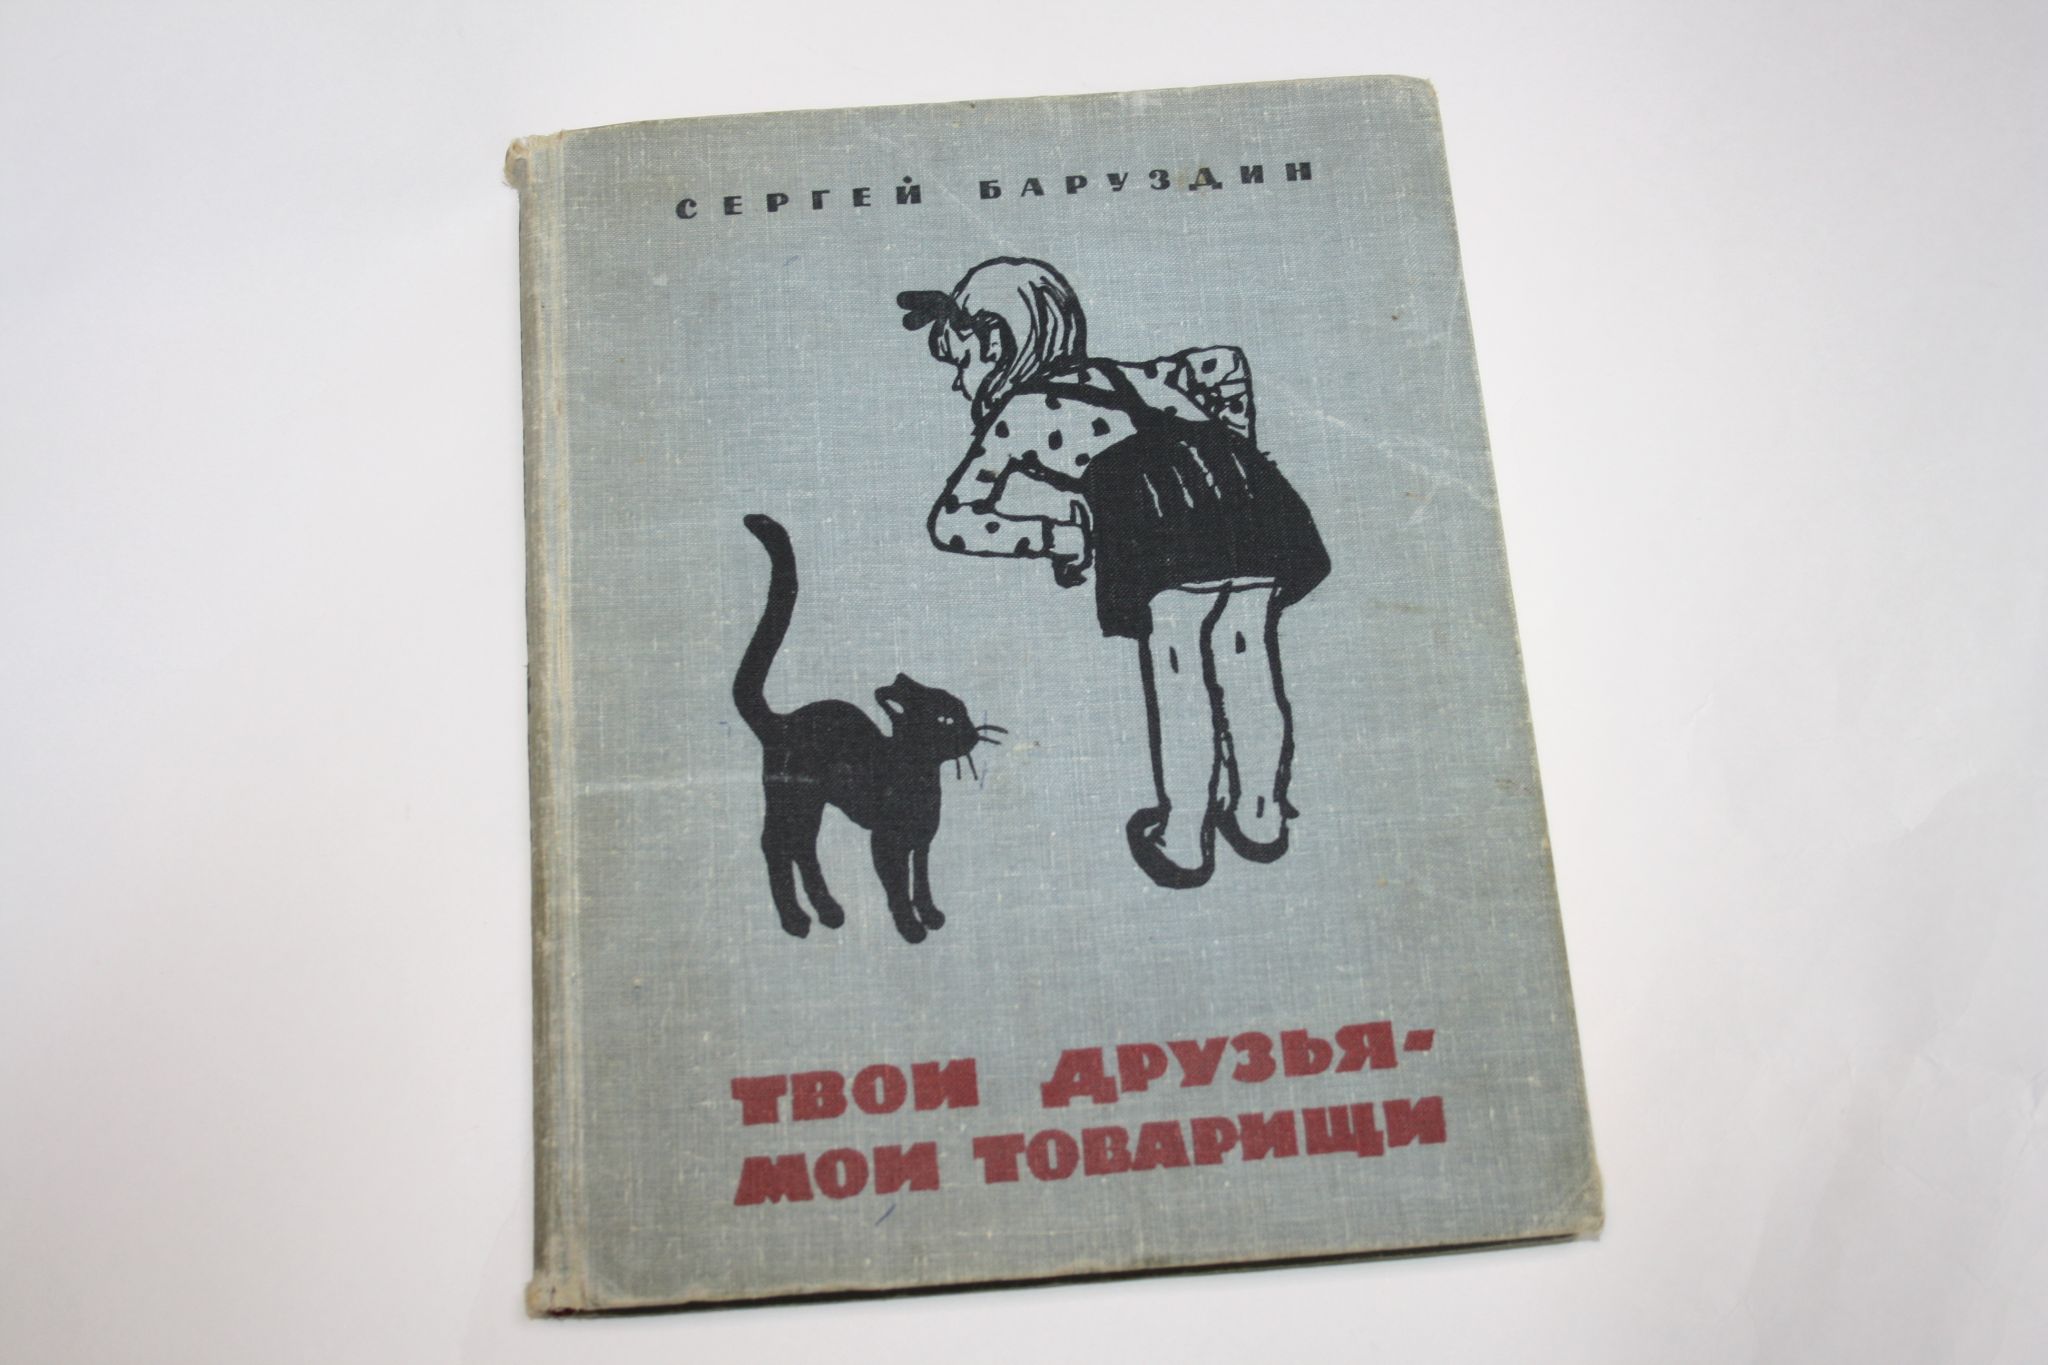 СЕРГЕЙ БАРУЗДИН
ТВОИ ДРУЗЬЯ-
МОИ ТОВАРИЩИ